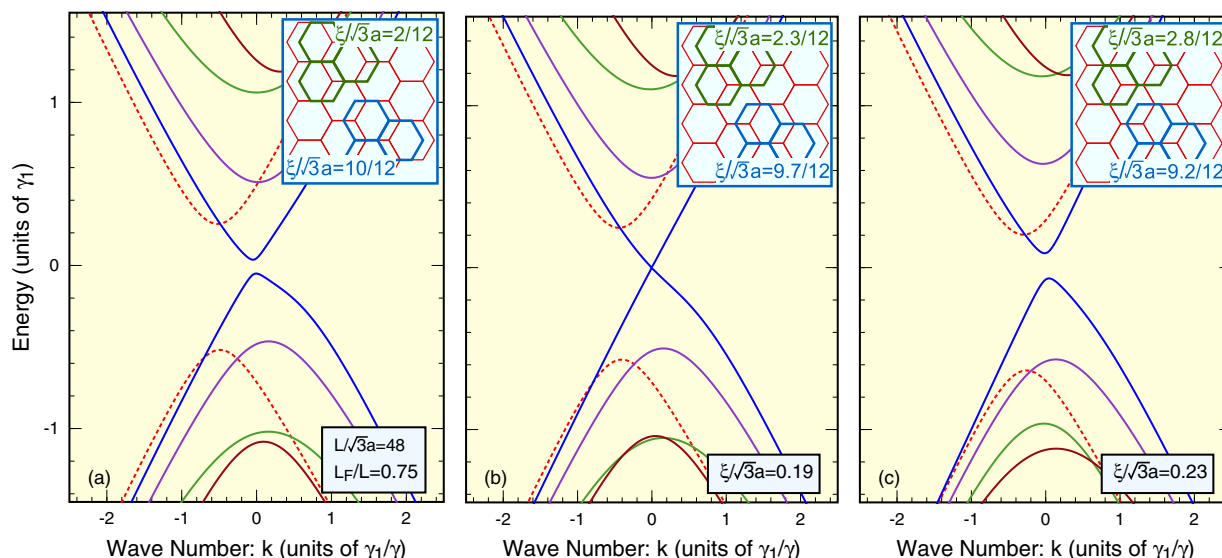 Energy (units of γ1)
1
0
-1
ξ/√3a=2/12
ξ/√3a=10/12
(a)
L/√3a=48
LF/L=0.75
-2 -1 0 1 2
Wave Number: k (units of γ1/γ)
ξ/√3a=2.3/12
ξ/√3a=9.7/12
(b)
ξ/√3a=0.19
-2 -1 0 1 2
Wave Number: k (units of γ1/γ)
ξ/√3a=2.8/12
ξ/√3a=9.2/12
(c)
ξ/√3a=0.23
-2 -1 0 1 2
Wave Number: k (units of γ1/γ)